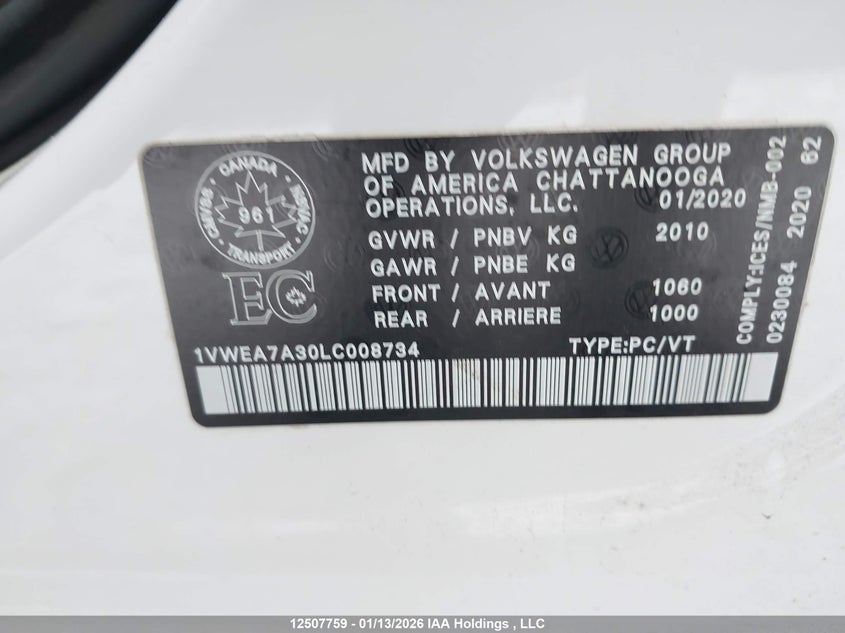 CANADA
CMVSS
NSVAC
961
TRANSPORT
EC
MFD BY VOLKSWAGEN GROUP
OF AMERICA CHATTANOOGA
OPERATIONS, LLC. 01/2020
GVWR / PNBV KG 2010
GAWR / PNBE KG
FRONT / AVANT 1060
REAR / ARRIERE 1000
1VWEA7A30LC008734 TYPE:PC/VT
COMPLY:ICES/NMB-002
0230084 2020 62
12507759 - 01/13/2026 IAA Holdings , LLC